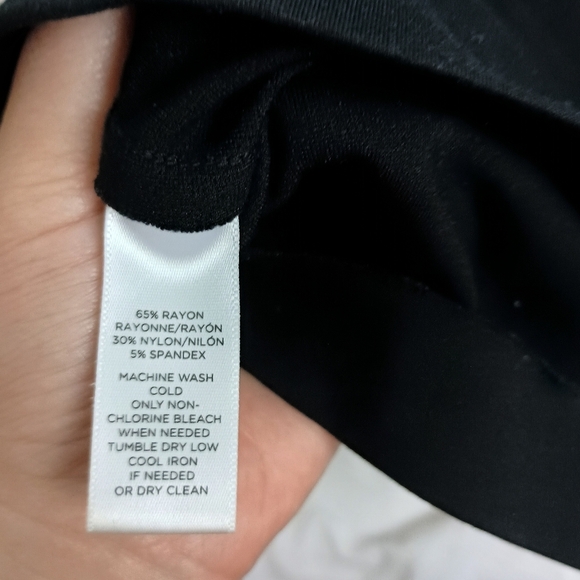 65% RAYON
RAYONNE/RAYÓN
30% NYLON/NILÓN
5% SPANDEX
MACHINE WASH
COLD
ONLY NON-
CHLORINE BLEACH
WHEN NEEDED
TUMBLE DRY LOW
COOL IRON
IF NEEDED
OR DRY CLEAN